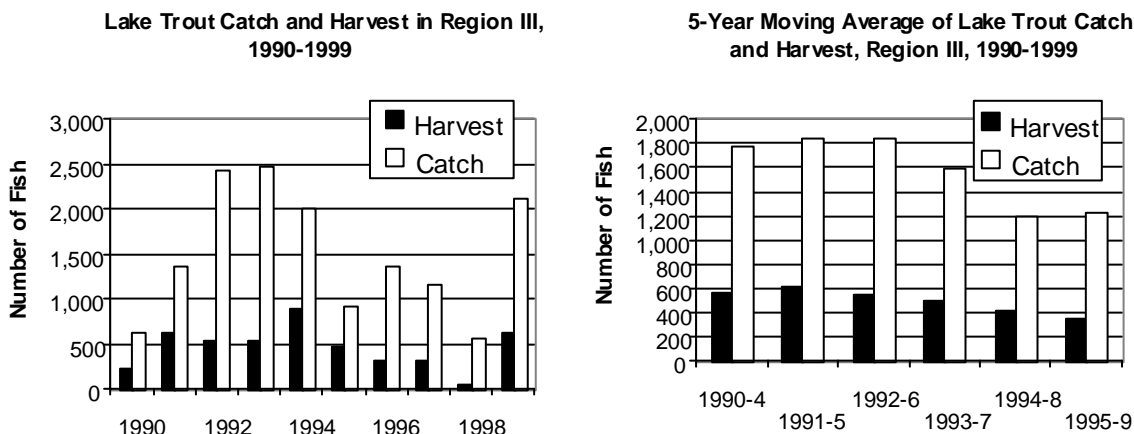 Lake Trout Catch and Harvest in Region III,
1990-1999
Number of Fish
3,000
2,500
2,000
1,500
1,000
500
0
Harvest
Catch
1990 1992 1994 1996 1998
5-Year Moving Average of Lake Trout Catch
and Harvest, Region III, 1990-1999
Number of Fish
2,000
1,800
1,600
1,400
1,200
1,000
800
600
400
200
0
Harvest
Catch
1990-4 1992-6 1994-8
1991-5 1993-7 1995-9